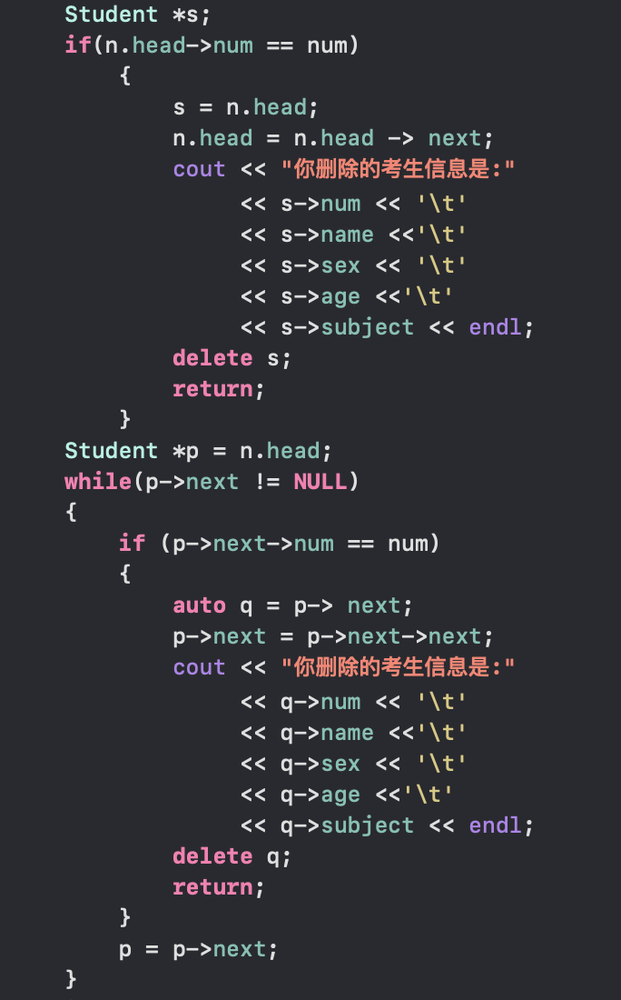 Student *s;
if(n.head->num == num)
{
s = n.head;
n.head = n.head -> next;
cout << "你删除的考生信息是:"
<< s->num << '\t'
<< s->name <<'\t'
<< s->sex << '\t'
<< s->age <<'\t'
<< s->subject << endl;
delete s;
return;
}
Student *p = n.head;
while(p->next != NULL)
{
if (p->next->num == num)
{
auto q = p-> next;
p->next = p->next->next;
cout << "你删除的考生信息是:"
<< q->num << '\t'
<< q->name <<'\t'
<< q->sex << '\t'
<< q->age <<'\t'
<< q->subject << endl;
delete q;
return;
}
p = p->next;
}